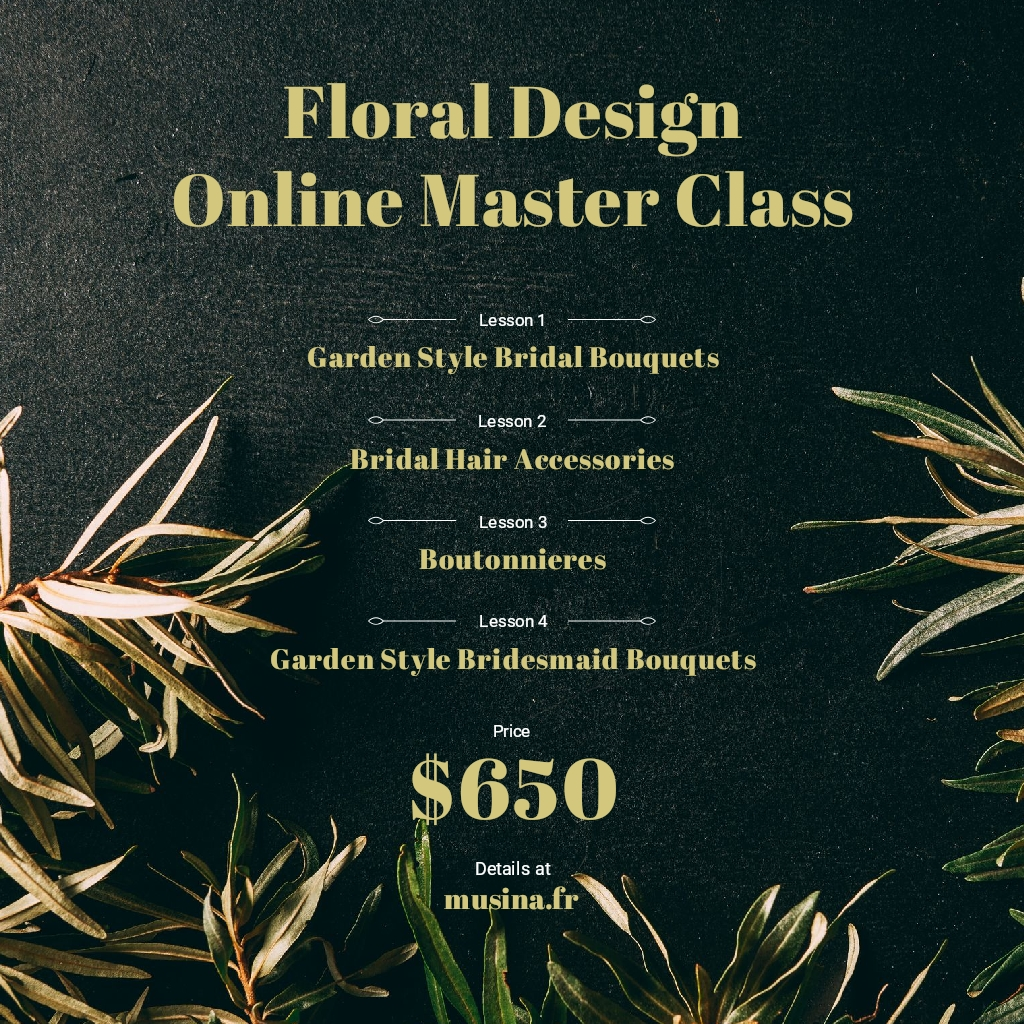 Floral Design
Online Master Class
Lesson 1
Garden Style Bridal Bouquets
Lesson 2
Bridal Hair Accessories
Lesson 3
Boutonnieres
Lesson 4
Garden Style Bridesmaid Bouquets
Price
$650
Details at
musina.fr